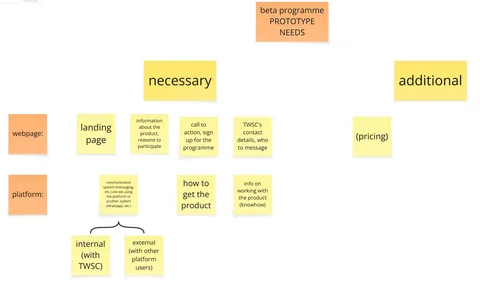 beta programme
PROTOTYPE
NEEDS
necessary
additional
webpage:
landing
page
information
about the
product,
reasons to
participate
call to
action, sign
up for the
programme
TWSC's
contact
details, who
to message
(pricing)
platform:
communication
system (messaging,
etc.) are we using
the platform or
another system
(whatsapp, etc.)
how to
get the
product
info on
working with
the product
(knowhow)
internal
(with
TWSC)
external
(with other
platform
users)